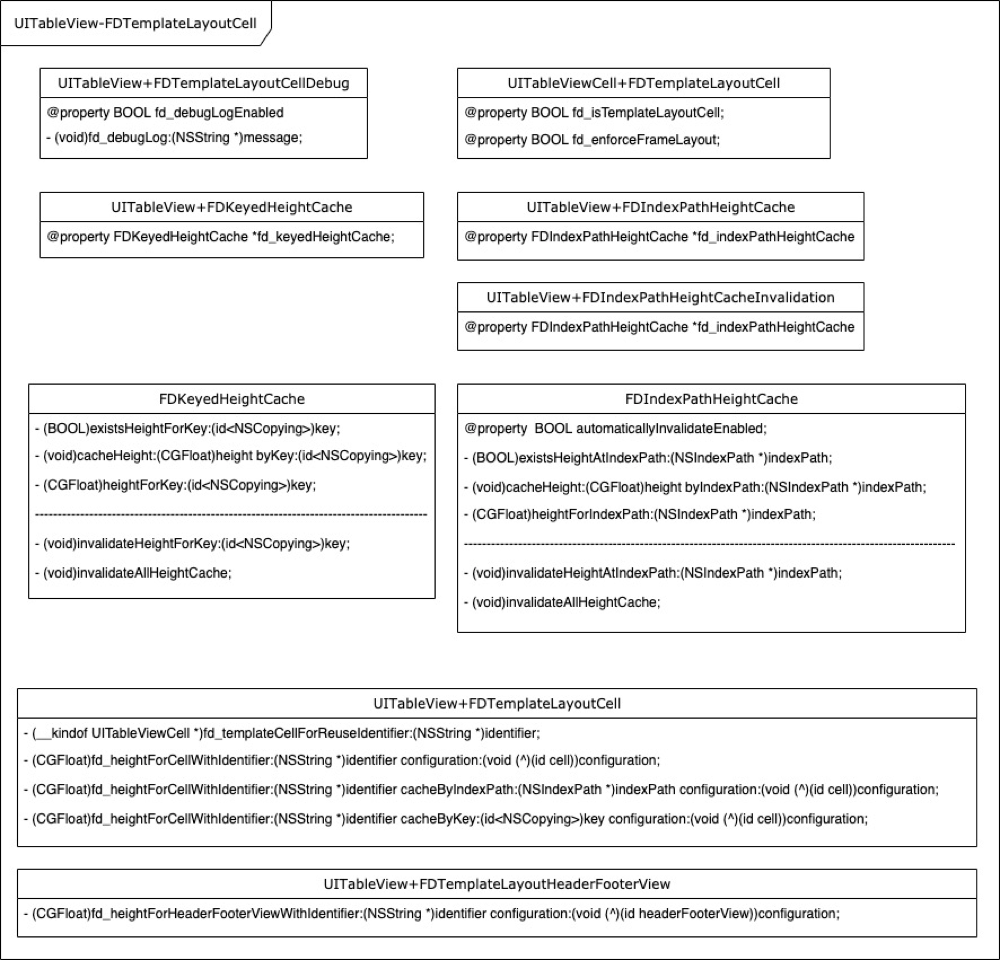 UITableView-FDTemplateLayoutCell
UITableView+FDTemplateLayoutCellDebug
@property BOOL fd_debugLogEnabled
- (void)fd_debugLog:(NSString *)message;
UITableViewCell+FDTemplateLayoutCell
@property BOOL fd_isTemplateLayoutCell;
@property BOOL fd_enforceFrameLayout;
UITableView+FDKeyedHeightCache
@property FDKeyedHeightCache *fd_keyedHeightCache;
UITableView+FDIndexPathHeightCache
@property FDIndexPathHeightCache *fd_indexPathHeightCache
UITableView+FDIndexPathHeightCacheInvalidation
@property FDIndexPathHeightCache *fd_indexPathHeightCache
FDKeyedHeightCache
- (BOOL)existsHeightForKey:(id<NSCopying>)key;
- (void)cacheHeight:(CGFloat)height byKey:(id<NSCopying>)key;
- (CGFloat)heightForKey:(id<NSCopying>)key;
- (void)invalidateHeightForKey:(id<NSCopying>)key;
- (void)invalidateAllHeightCache;
FDIndexPathHeightCache
@property  BOOL automaticallyInvalidateEnabled;
- (BOOL)existsHeightAtIndexPath:(NSIndexPath *)indexPath;
- (void)cacheHeight:(CGFloat)height byIndexPath:(NSIndexPath *)indexPath;
- (CGFloat)heightForIndexPath:(NSIndexPath *)indexPath;
- (void)invalidateHeightAtIndexPath:(NSIndexPath *)indexPath;
- (void)invalidateAllHeightCache;
UITableView+FDTemplateLayoutCell
- (__kindof UITableViewCell *)fd_templateCellForReuseIdentifier:(NSString *)identifier;
- (CGFloat)fd_heightForCellWithIdentifier:(NSString *)identifier configuration:(void (^)(id cell))configuration;
- (CGFloat)fd_heightForCellWithIdentifier:(NSString *)identifier cacheByIndexPath:(NSIndexPath *)indexPath configuration:(void (^)(id cell))configuration;
- (CGFloat)fd_heightForCellWithIdentifier:(NSString *)identifier cacheByKey:(id<NSCopying>)key configuration:(void (^)(id cell))configuration;
UITableView+FDTemplateLayoutHeaderFooterView
- (CGFloat)fd_heightForHeaderFooterViewWithIdentifier:(NSString *)identifier configuration:(void (^)(id headerFooterView))configuration;